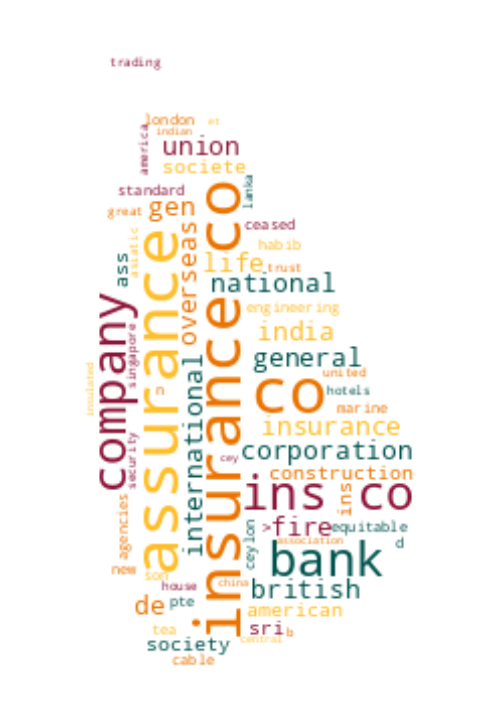 trading
london
et
indian
america
union
societe
standard
lanka
great
gen
co
ceased
asiatic
overseas
habib
ass
life
trust
national
assurance
insurance
engineering
company
singapore
india
general
international
united
insulated
n
co
hotels
marine
insurance
security
corporation
cey
construction
ins co
ins
agencies
>fire
equitable
ceylon
association
d
bank
new
son
china
house
british
de
pte
american
tea
sri
b
society
central
cable